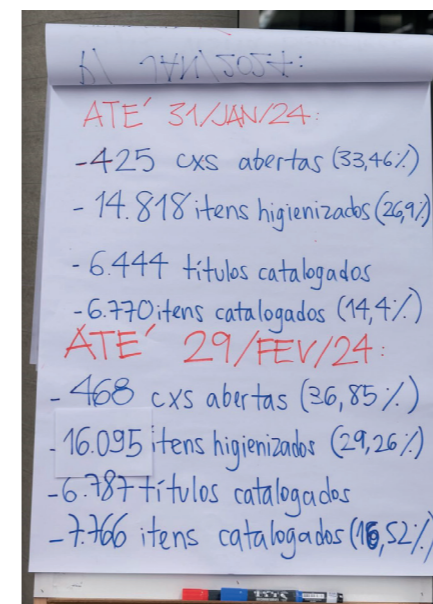 ATÉ 31/JAN/24:
-425 cxs abertas (33,46%)
- 14.818 itens higienizados (26,9%)
- 6.444 títulos catalogados
-6.770 itens catalogados (14,4%)
ATÉ 29/FEV/24:
- 468 cxs abertas (36,85%)
- 16.095 itens higienizados (29,26%)
-6.787 títulos catalogados
-7.766 itens catalogados (16,52%)